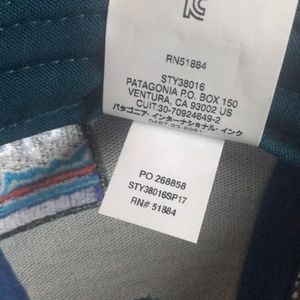 RN51884
STY38016
PATAGONIA P.O. BOX 150
VENTURA, CA 93002 US
CUIT:30-70924649-2
パタゴニア・インターナショナル・インク
PO 268858
STY38016SP17
RN# 51884